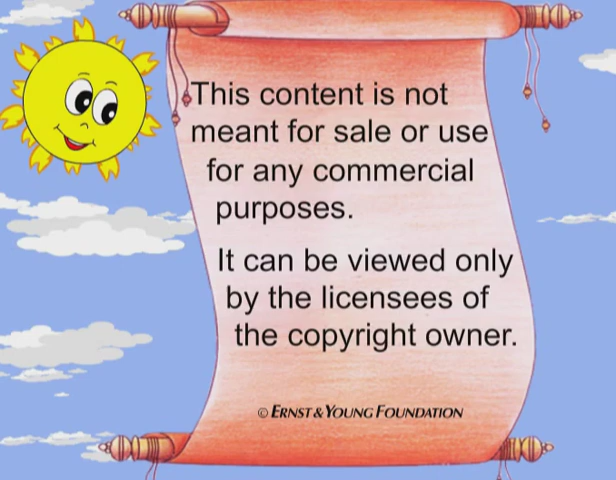 This content is not
meant for sale or use
for any commercial
purposes.
It can be viewed only
by the licensees of
the copyright owner.
© ERNST & YOUNG FOUNDATION